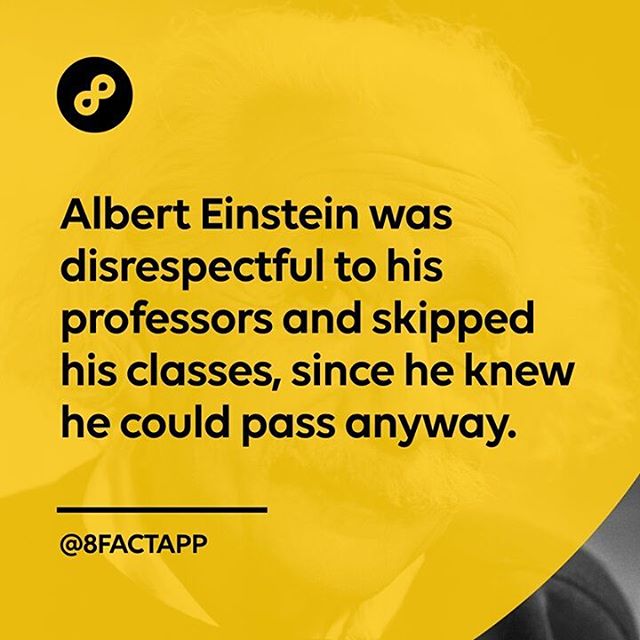 Albert Einstein was
disrespectful to his
professors and skipped
his classes, since he knew
he could pass anyway.
@8FACTAPP